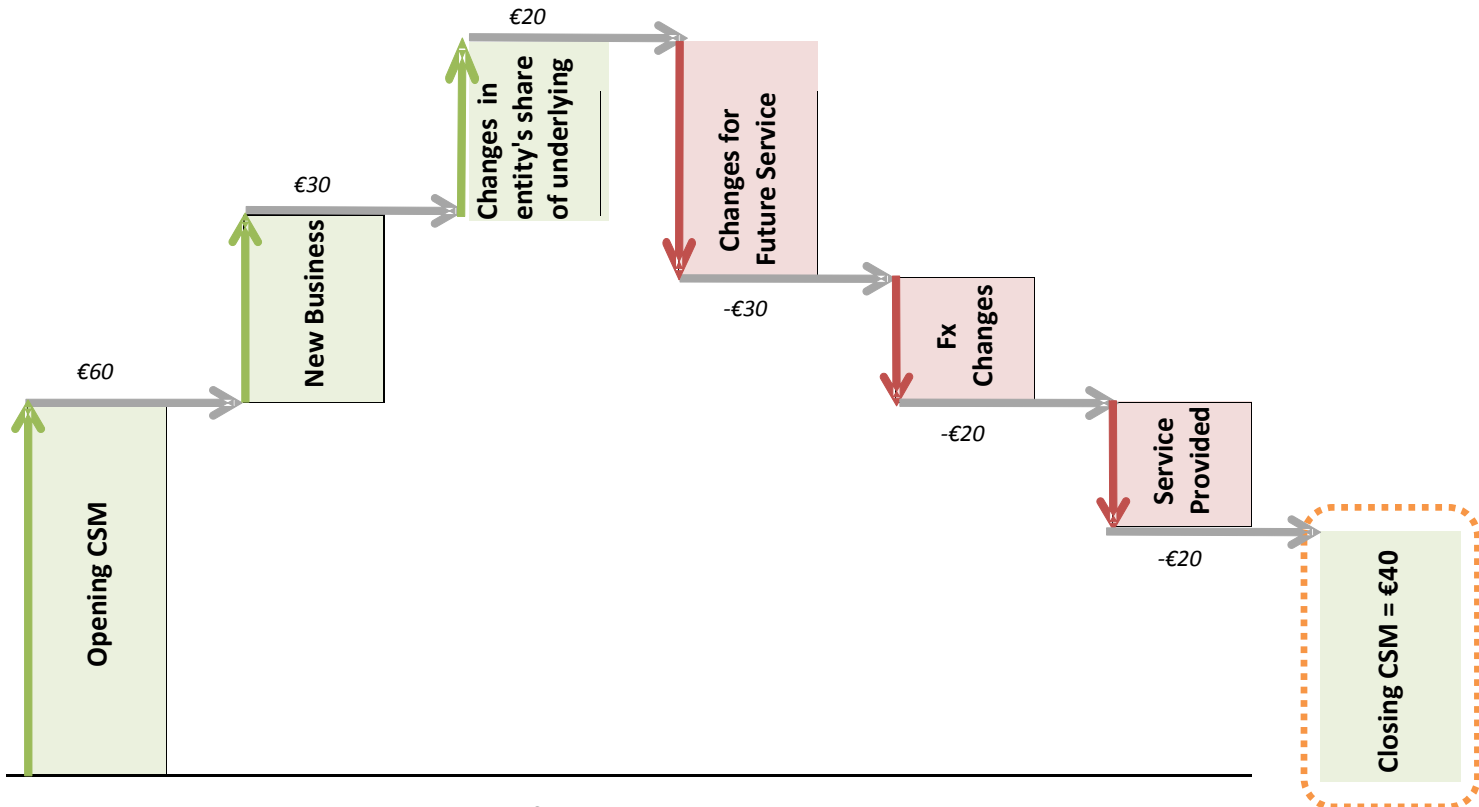 €20
Changes in
entity's share
of underlying
Changes for
Future Service
€30
New Business
-€30
Fx
Changes
€60
-€20
Service
Provided
Opening CSM
-€20
Closing CSM = €40